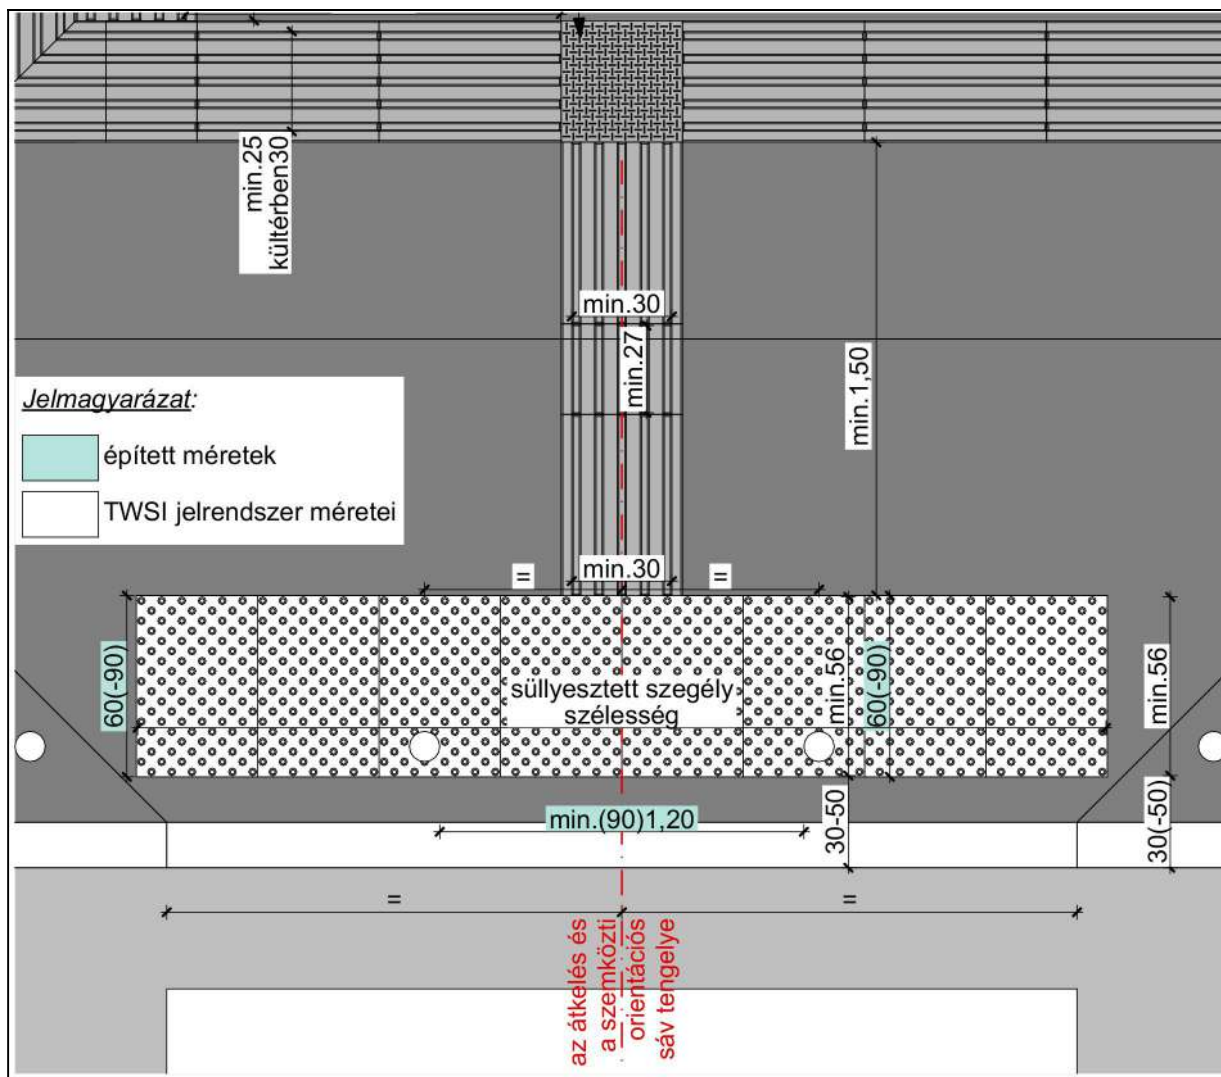 min.25
kültérben30
min.30
min.27
min.1,50
Jelmagyarázat:
épített méretek
TWSI jelrendszer méretei
=
min.30
=
60(-90)
süllyesztett szegély
szélesség
min.56
60(-90)
min.56
min.(90)1,20
30-50
30(-50)
=
=
az átkelés és
a szemközti
orientációs
sáv tengelye